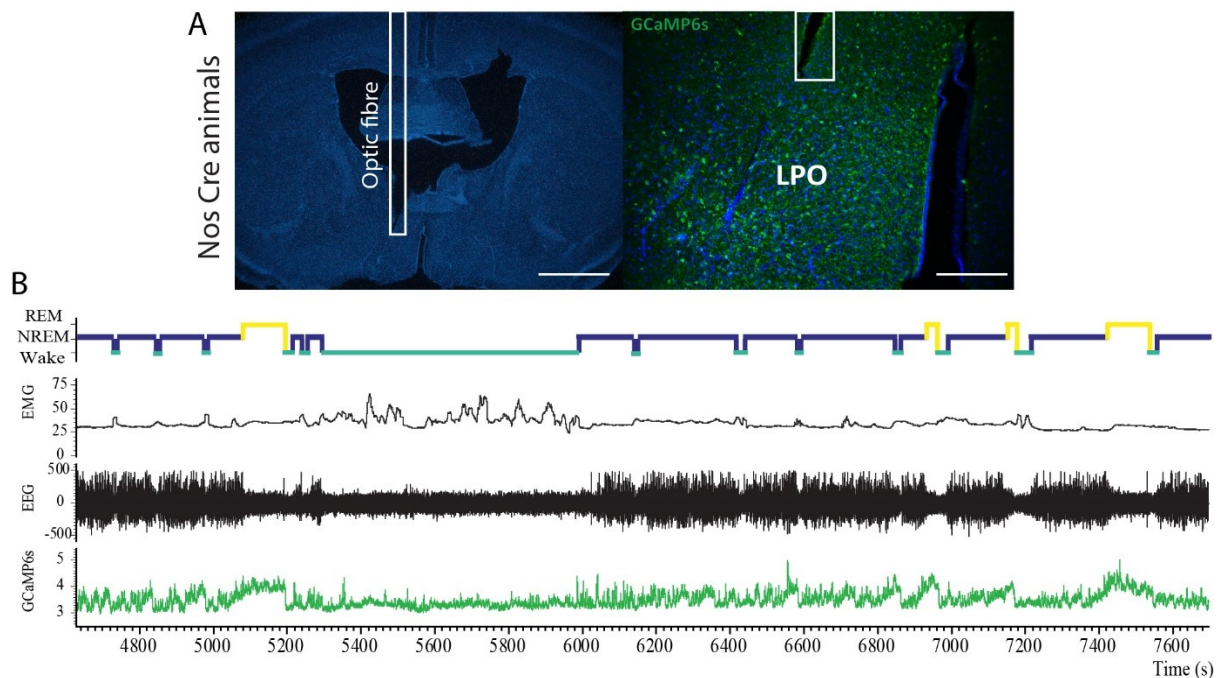 A
Nos Cre animals
Optic fibre
GCaMP6s
LPO
B
REM
NREM
Wake
EMG
75
50
25
0
EEG
500
0
-500
GCaMP6s
5
4
3
4800 5000 5200 5400 5600 5800 6000 6200 6400 6600 6800 7000 7200 7400 7600
Time (s)